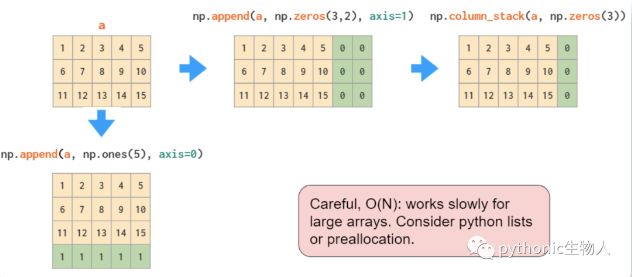 a
np.append(a, np.zeros(3,2), axis=1)
np.column_stack(a, np.zeros(3))
1 2 3 4 5
6 7 8 9 10
11 12 13 14 15
1 2 3 4 5 0 0
6 7 8 9 10 0 0
11 12 13 14 15 0 0
1 2 3 4 5 0
6 7 8 9 10 0
11 12 13 14 15 0
np.append(a, np.ones(5), axis=0)
1 2 3 4 5
6 7 8 9 10
11 12 13 14 15
1 1 1 1 1
Careful, O(N): works slowly for
large arrays. Consider python lists
or preallocation.
pythonic生物人